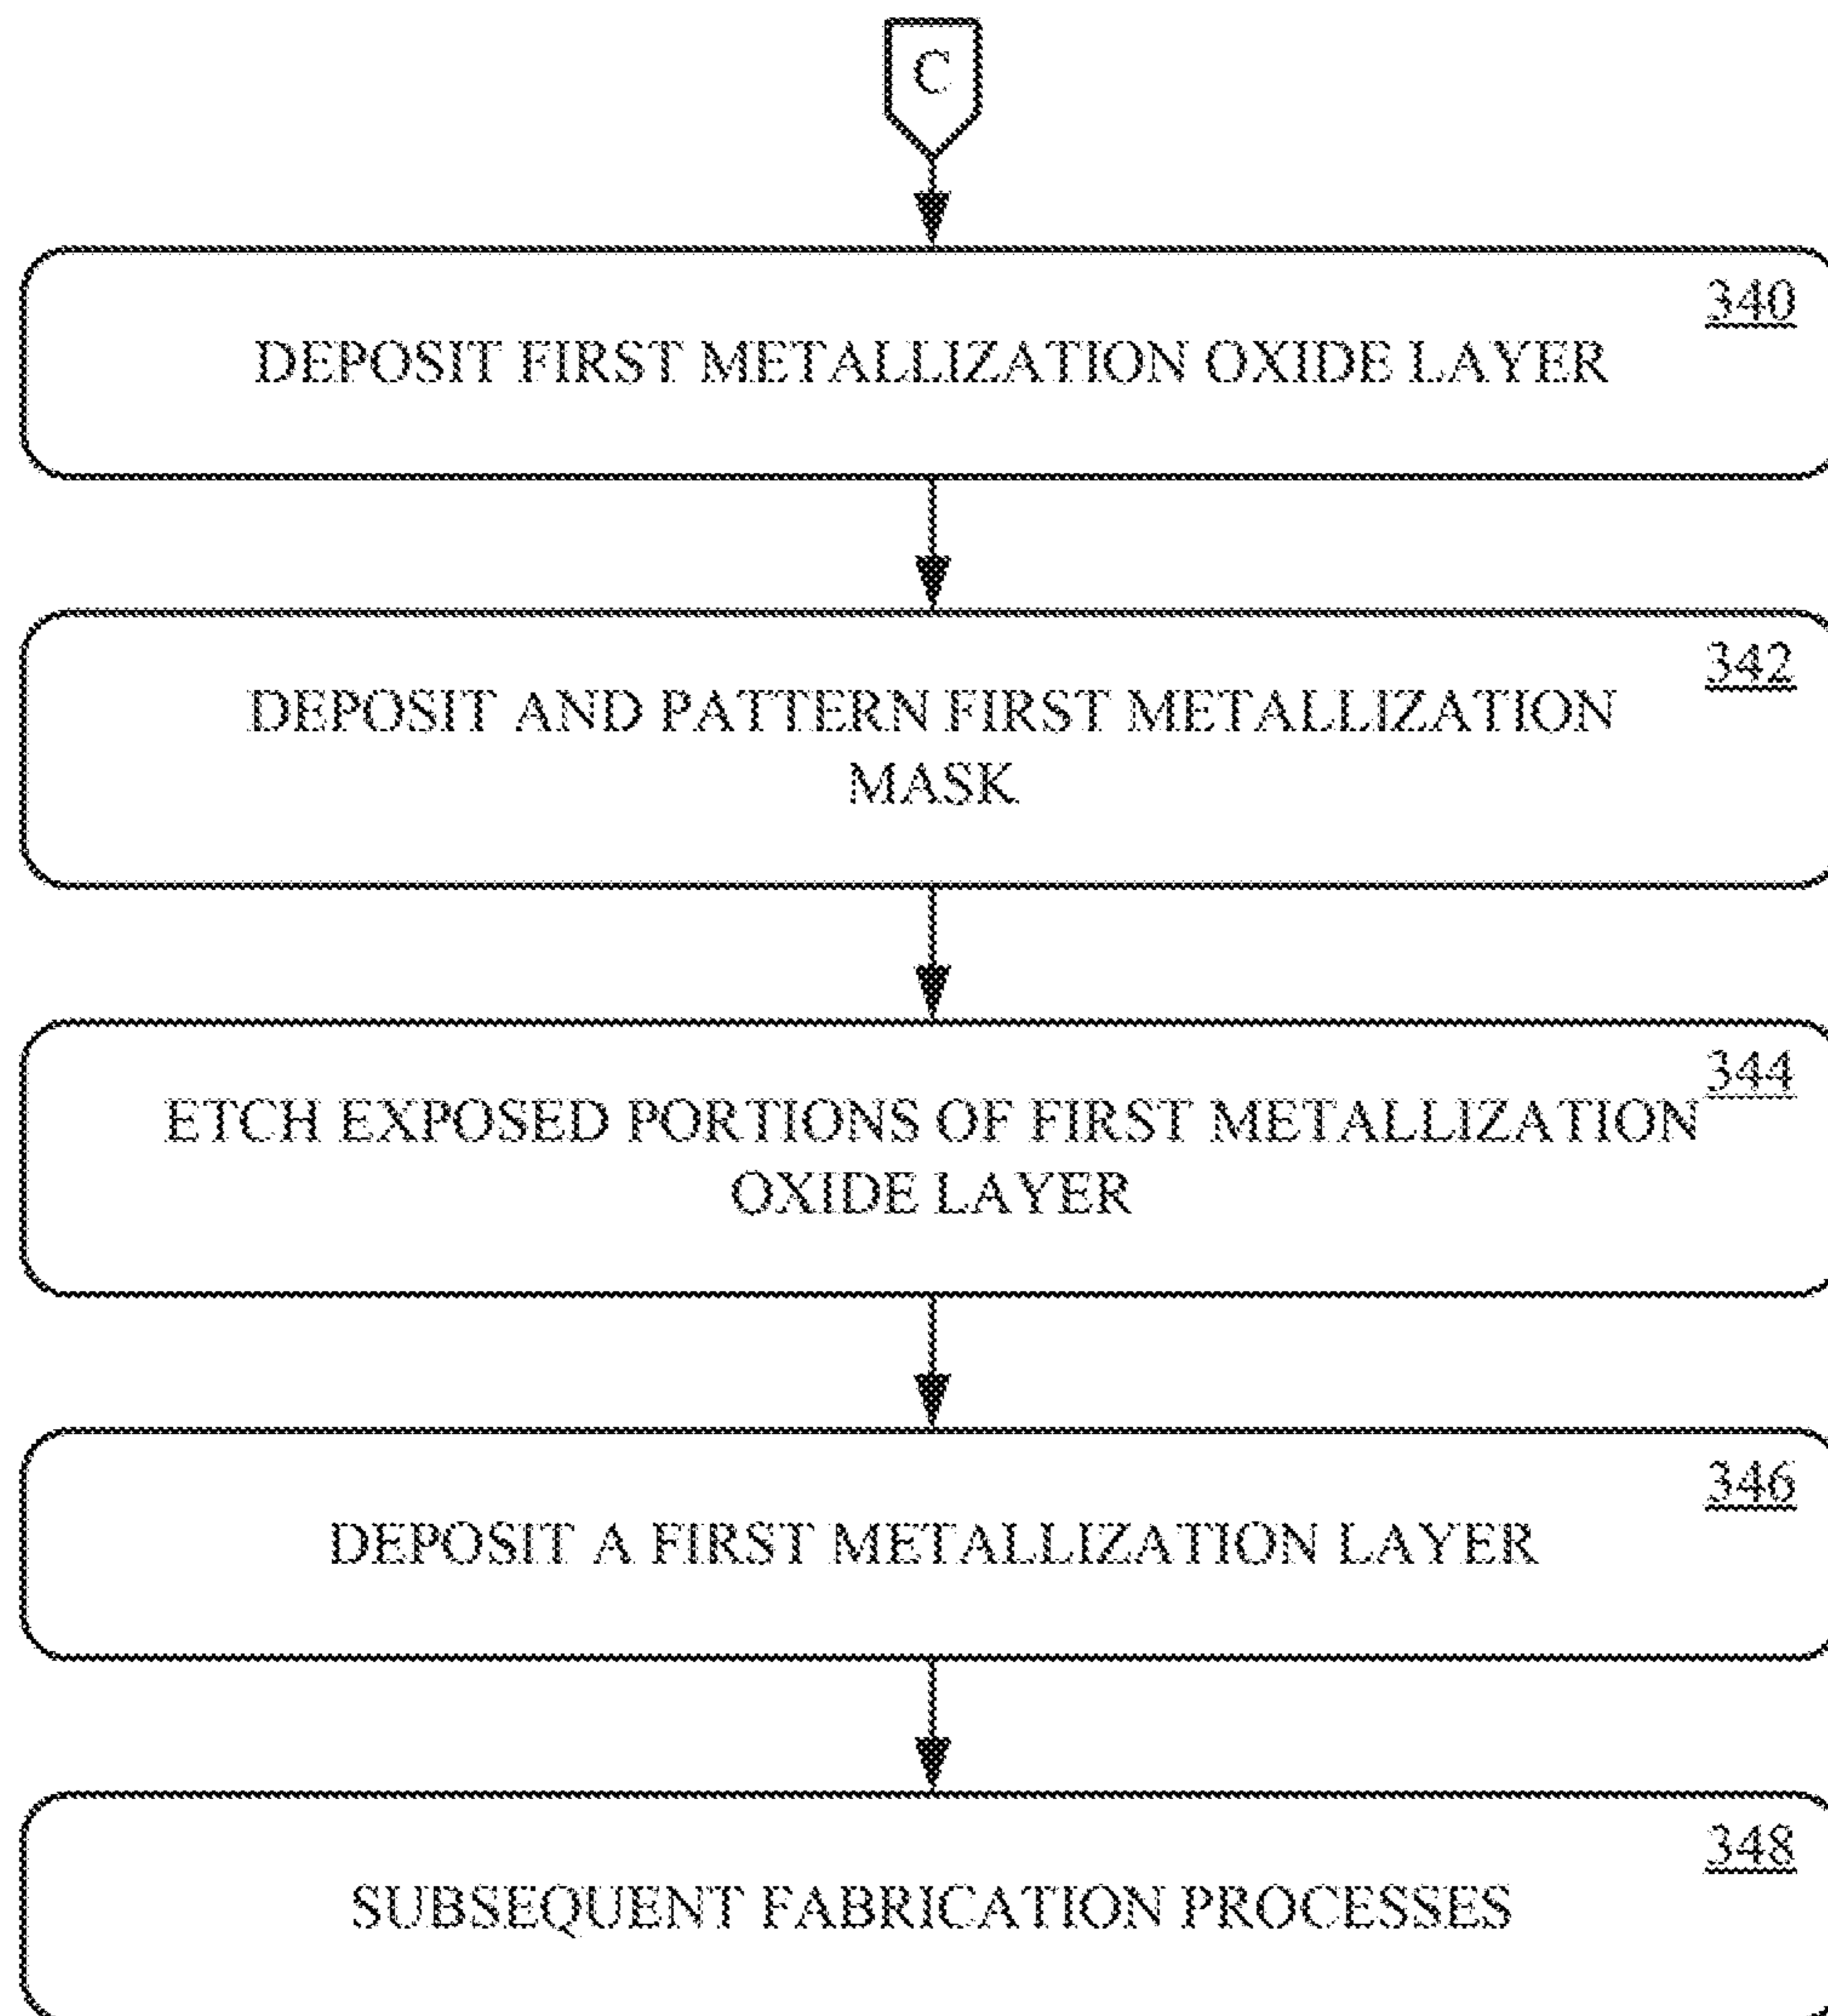 C
340
DEPOSIT FIRST METALLIZATION OXIDE LAYER
342
DEPOSIT AND PATTERN FIRST METALLIZATION
MASK
344
ETCH EXPOSED PORTIONS OF FIRST METALLIZATION
OXIDE LAYER
346
DEPOSIT A FIRST METALLIZATION LAYER
348
SUBSEQUENT FABRICATION PROCESSES